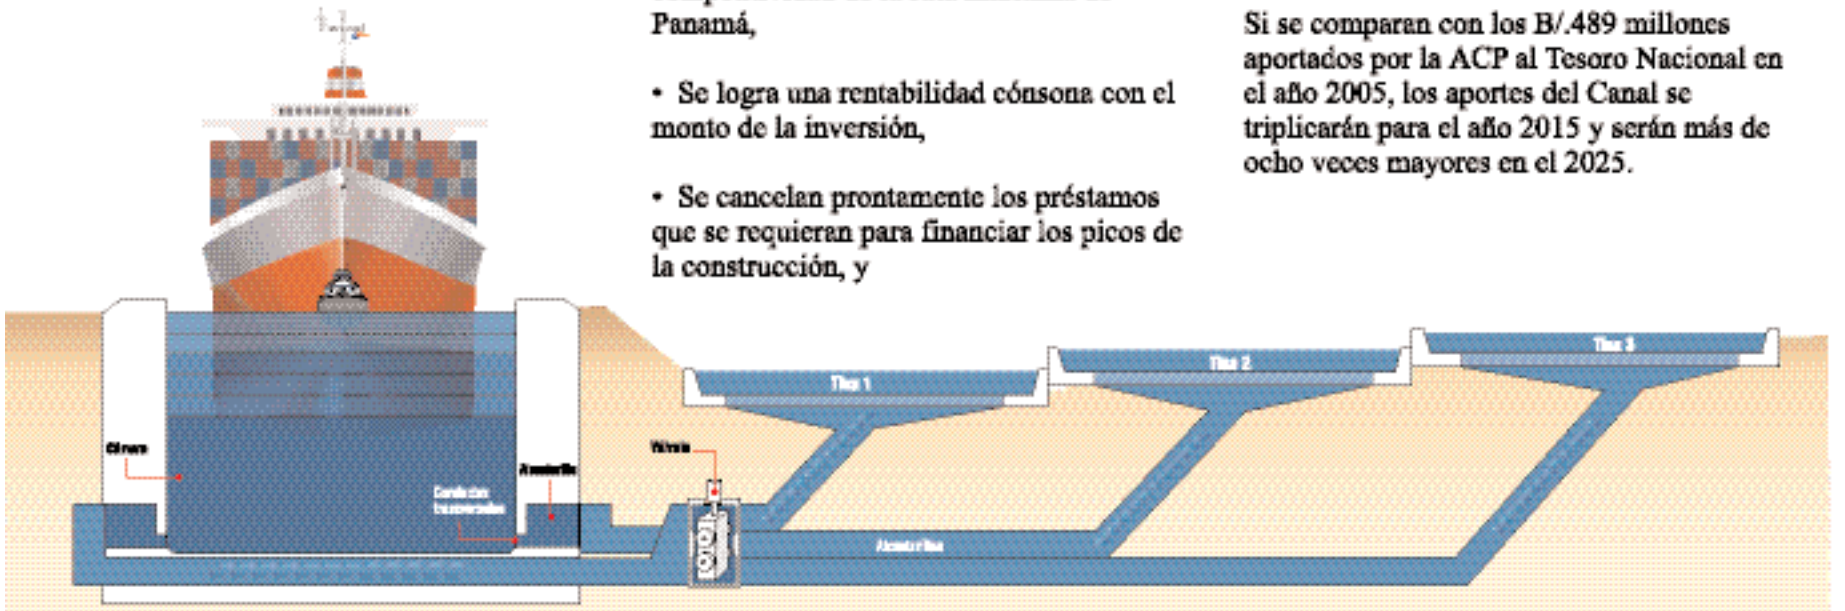 Panamá,
• Se logra una rentabilidad cónsona con el
monto de la inversión,
• Se cancelan prontamente los préstamos
que se requieran para financiar los picos de
la construcción, y
Si se comparan con los B/.489 millones
aportados por la ACP al Tesoro Nacional en
el año 2005, los aportes del Canal se
triplicarán para el año 2015 y serán más de
ocho veces mayores en el 2025.
Tina 1
Tina 2
Tina 3
Cámara
Válvula